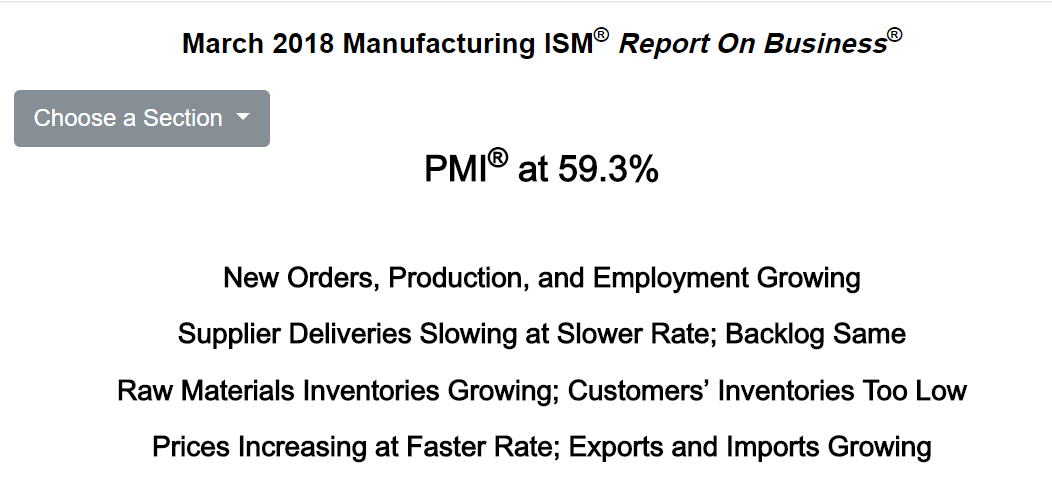 March 2018 Manufacturing ISM® Report On Business®
Choose a Section
PMI® at 59.3%
New Orders, Production, and Employment Growing
Supplier Deliveries Slowing at Slower Rate; Backlog Same
Raw Materials Inventories Growing; Customers’ Inventories Too Low
Prices Increasing at Faster Rate; Exports and Imports Growing